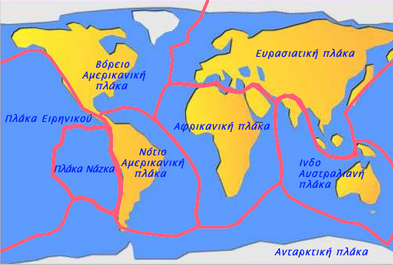 Βόρειο
Αμερικανική
πλάκα
Ευρασιατική πλάκα
Πλάκα Ειρηνικού
Αφρικανική πλάκα
Νότιο
Αμερικανική
πλάκα
Πλάκα Νάζκα
Ινδο
Αυστραλιανή
πλάκα
Ανταρκτική πλάκα